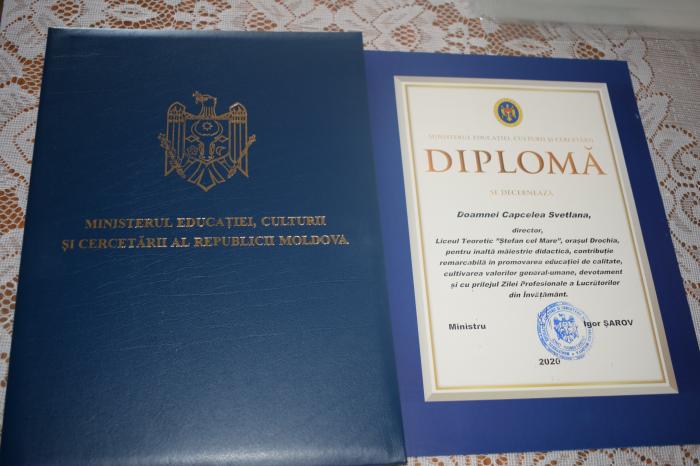 MINISTERUL EDUCAȚIEI, CULTURII
ȘI CERCETĂRII AL REPUBLICII MOLDOVA
MINISTERUL EDUCAȚIEI, CULTURII ȘI CERCETĂRII
DIPLOMĂ
SE DECERNEAZĂ
Doamnei Capcelea Svetlana,
director,
Liceul Teoretic "Ștefan cel Mare", orașul Drochia,
pentru înaltă măiestrie didactică, contribuție
remarcabilă în promovarea educației de calitate,
cultivarea valorilor general-umane, devotament
și cu prilejul Zilei Profesionale a Lucrătorilor
din Învățământ.
Ministru Igor ȘAROV
2020